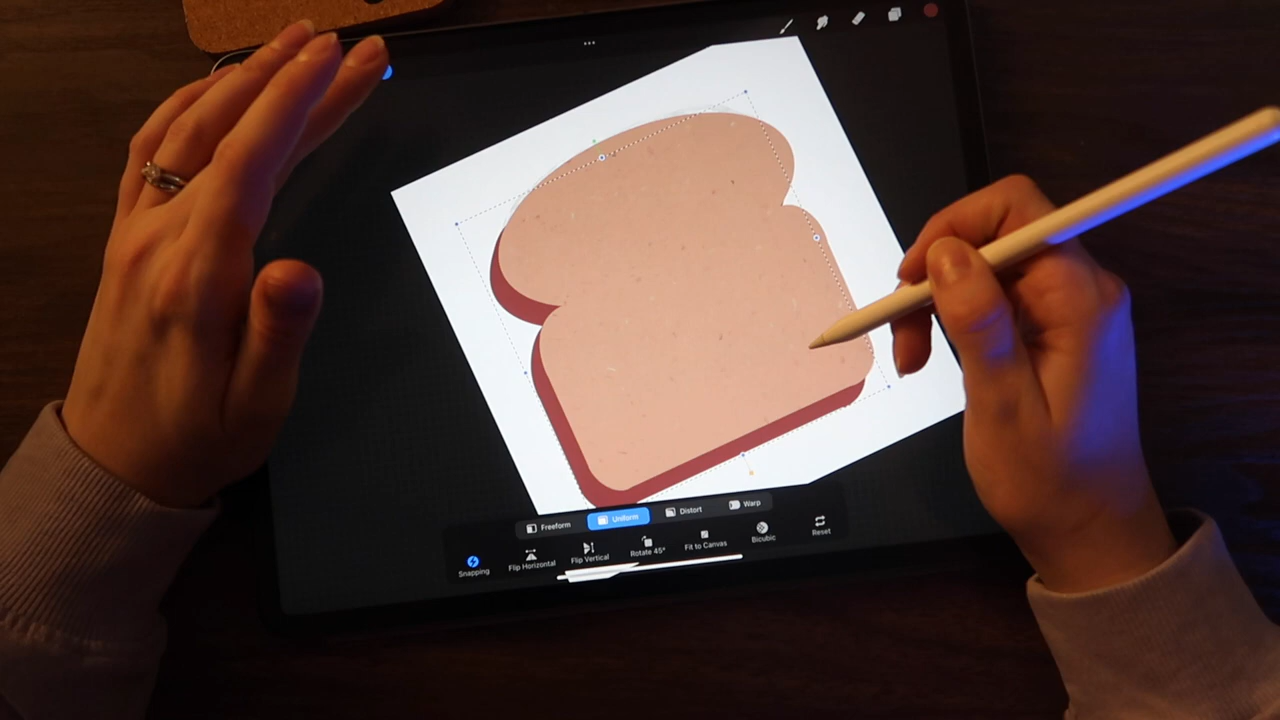 Freeform Uniform Distort Warp
Snapping Flip Horizontal Flip Vertical Rotate 45° Fit to Canvas Bicubic Reset